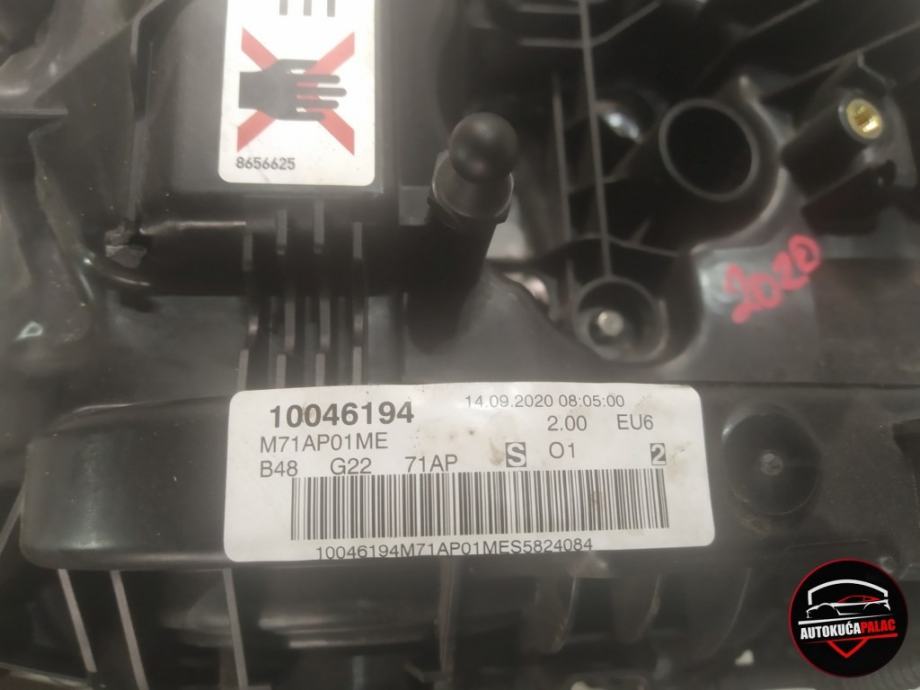 8656625
2020
10046194 14.09.2020 08:05:00
M71AP01ME 2.00 EU6
B48 G22 71AP S O1 2
10046194M71AP01MES5824084
AUTOKUĆAPALAC